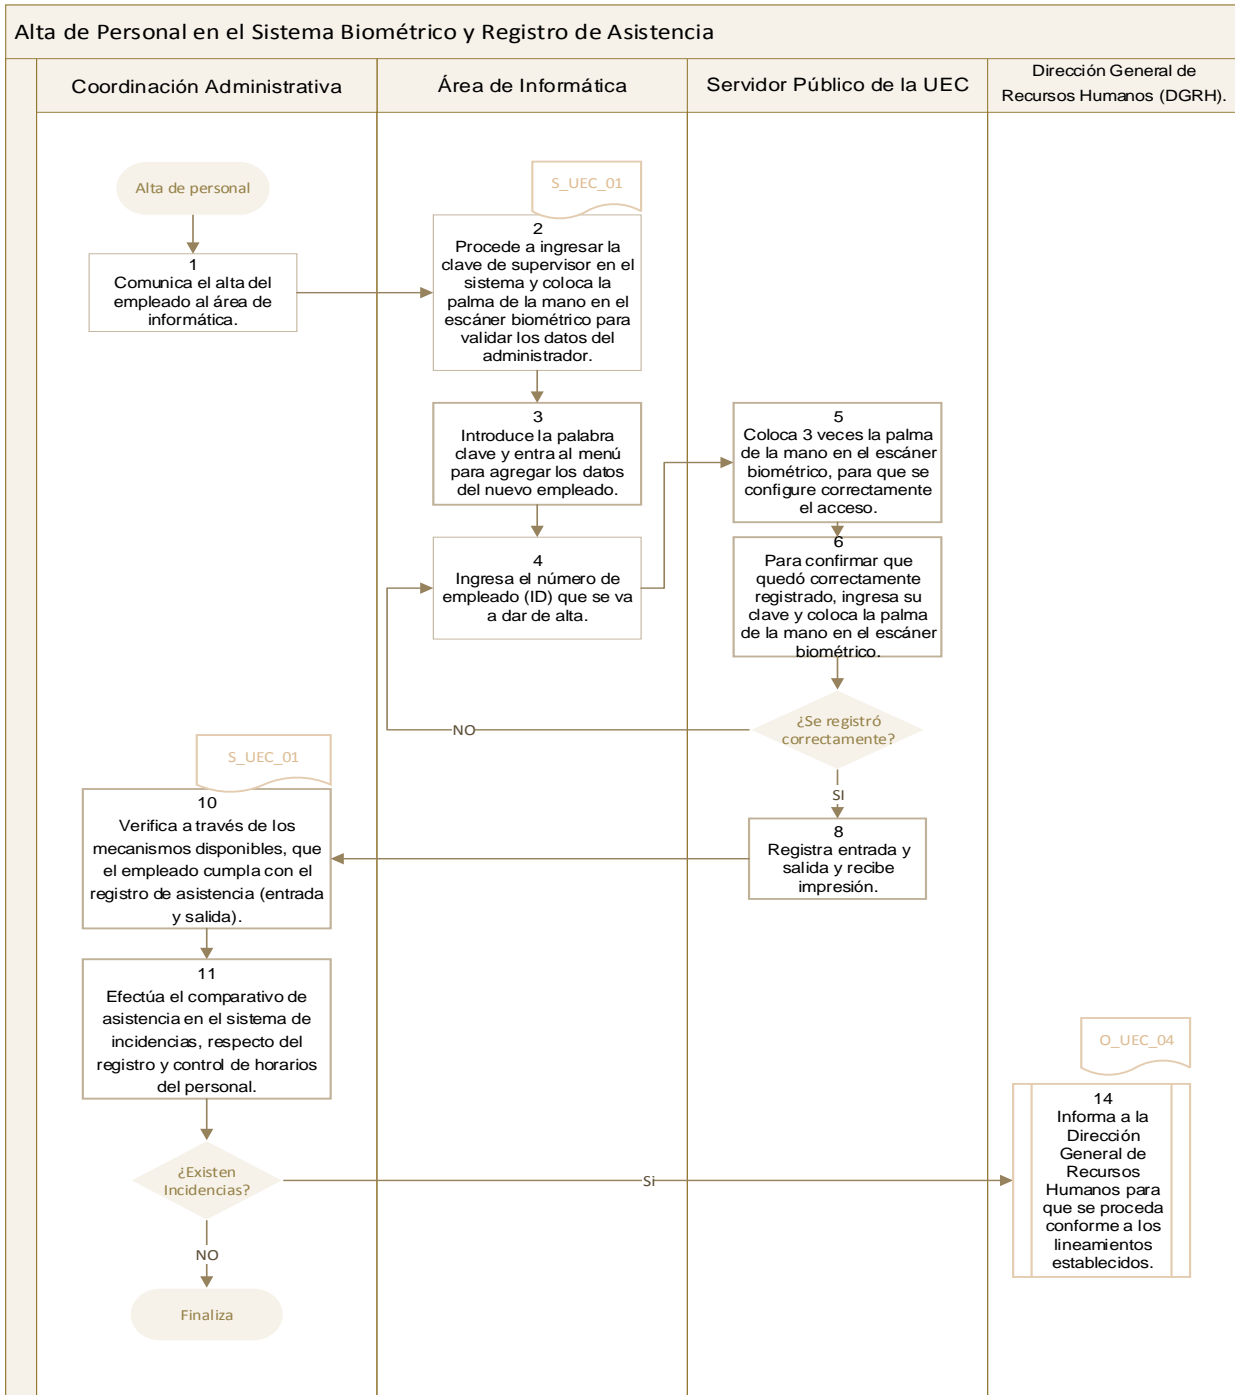 Alta de Personal en el Sistema Biométrico y Registro de Asistencia
Coordinación Administrativa
Área de Informática
Servidor Público de la UEC
Dirección General de
Recursos Humanos (DGRH).
Alta de personal
1
Comunica el alta del
empleado al área de
informática.
S_UEC_01
2
Procede a ingresar la
clave de supervisor en el
sistema y coloca la
palma de la mano en el
escáner biométrico para
validar los datos del
administrador.
3
Introduce la palabra
clave y entra al menú
para agregar los datos
del nuevo empleado.
4
Ingresa el número de
empleado (ID) que se va
a dar de alta.
5
Coloca 3 veces la palma
de la mano en el escáner
biométrico, para que se
configure correctamente
el acceso.
6
Para confirmar que
quedó correctamente
registrado, ingresa su
clave y coloca la palma
de la mano en el escáner
biométrico.
¿Se registró
correctamente?
NO
SI
8
Registra entrada y
salida y recibe
impresión.
S_UEC_01
10
Verifica a través de los
mecanismos disponibles, que
el empleado cumpla con el
registro de asistencia (entrada
y salida).
11
Efectúa el comparativo de
asistencia en el sistema de
incidencias, respecto del
registro y control de horarios
del personal.
¿Existen
Incidencias?
Si
NO
Finaliza
O_UEC_04
14
Informa a la
Dirección
General de
Recursos
Humanos para
que se proceda
conforme a los
lineamientos
establecidos.